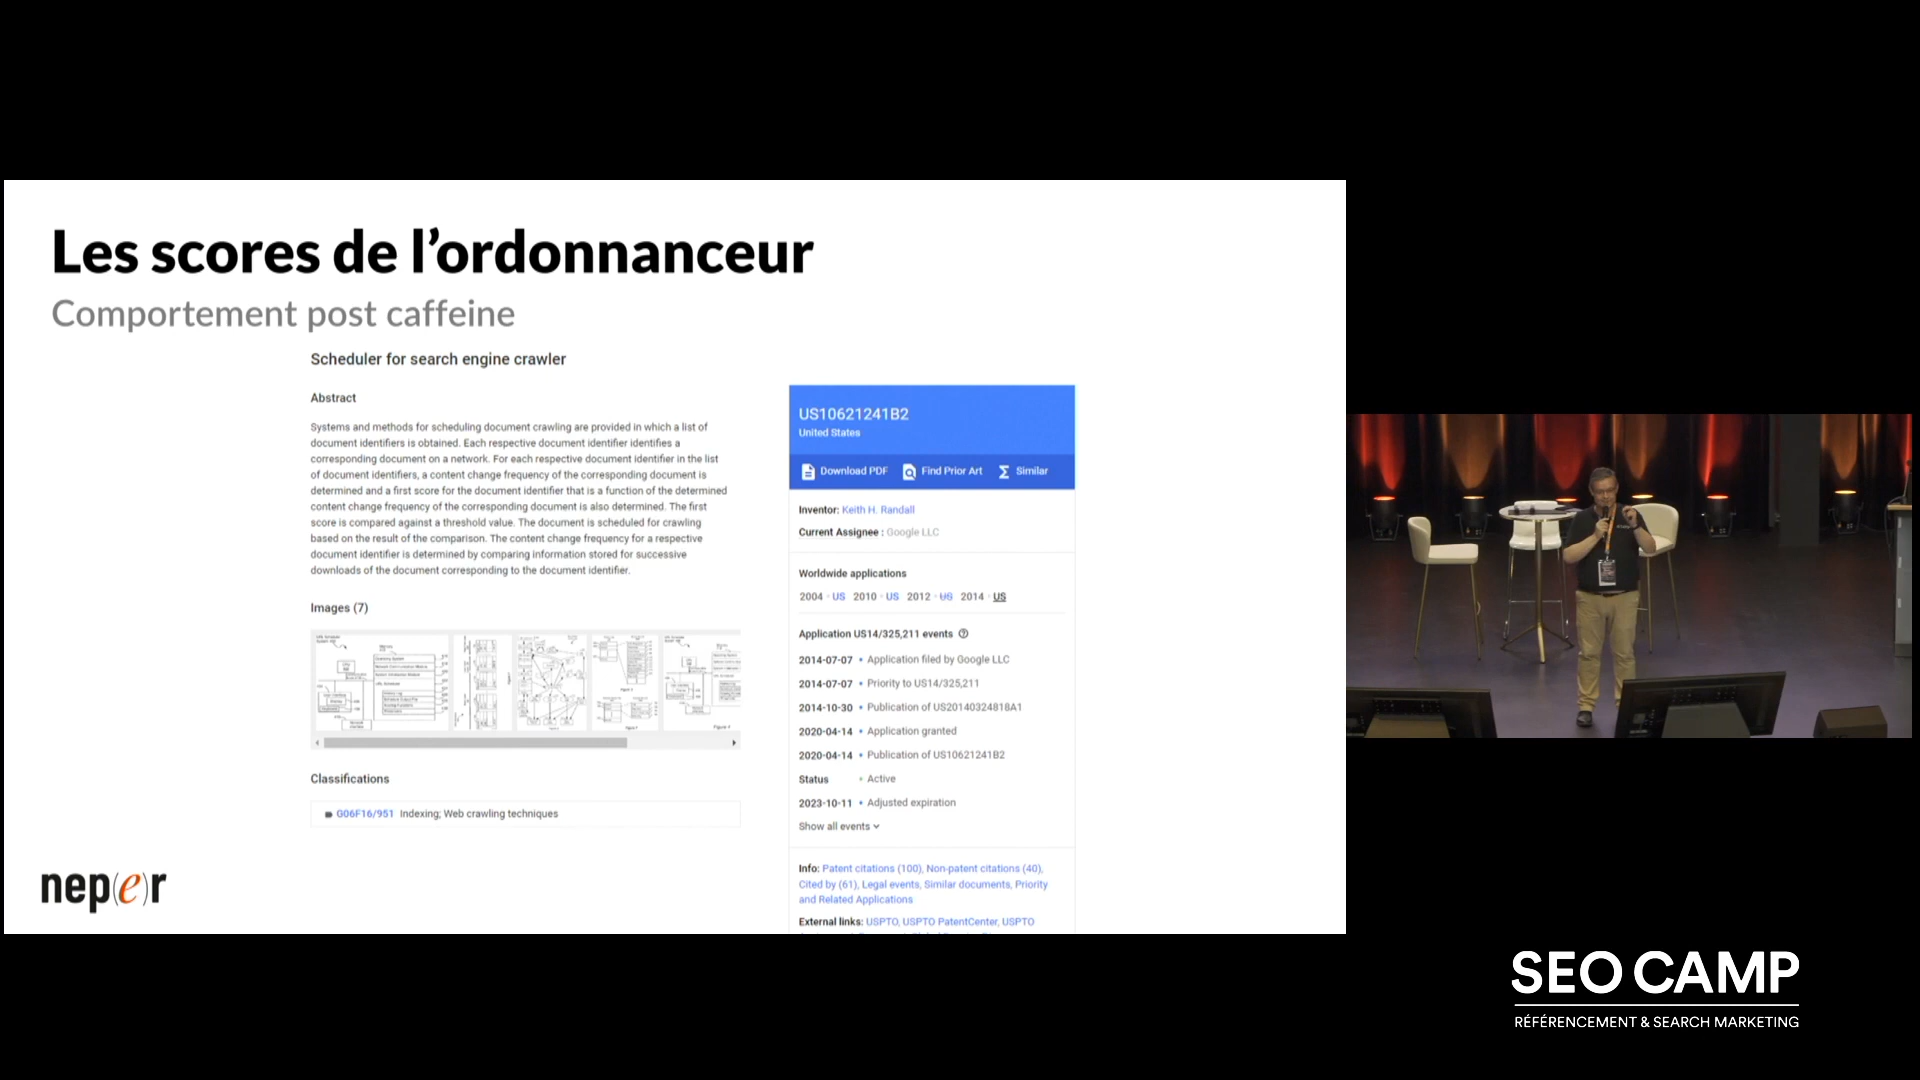 Les scores de l'ordonnanceur
Comportement post caffeine
Scheduler for search engine crawler
Abstract
Systems and methods for scheduling document crawling are provided in which a list of
document identifiers is obtained. Each respective document identifier identifies a
corresponding document on a network. For each respective document identifier in the list
of document identifiers, a content change frequency of the corresponding document is
determined and a first score for the document identifier that is a function of the determined
content change frequency of the corresponding document is also determined. The first
score is compared against a threshold value. The document is scheduled for crawling
based on the result of the comparison. The content change frequency for a respective
document identifier is determined by comparing information stored for successive
downloads of the document corresponding to the document identifier.
Images (7)
Classifications
G06F16/951 Indexing; Web crawling techniques
US10621241B2
United States
Download PDF Find Prior Art Similar
Inventor: Keith H. Randall
Current Assignee : Google LLC
Worldwide applications
2004 · US 2010 · US 2012 · US 2014 · US
Application US14/325,211 events
2014-07-07 • Application filed by Google LLC
2014-07-07 • Priority to US14/325,211
2014-10-30 • Publication of US20140324818A1
2020-04-14 • Application granted
2020-04-14 • Publication of US10621241B2
Status • Active
2023-10-11 • Adjusted expiration
Show all events
Info: Patent citations (100), Non-patent citations (40),
Cited by (61), Legal events, Similar documents, Priority
and Related Applications
External links: USPTO, USPTO PatentCenter, USPTO
nep(e)r
SEO CAMP
RÉFÉRENCEMENT & SEARCH MARKETING